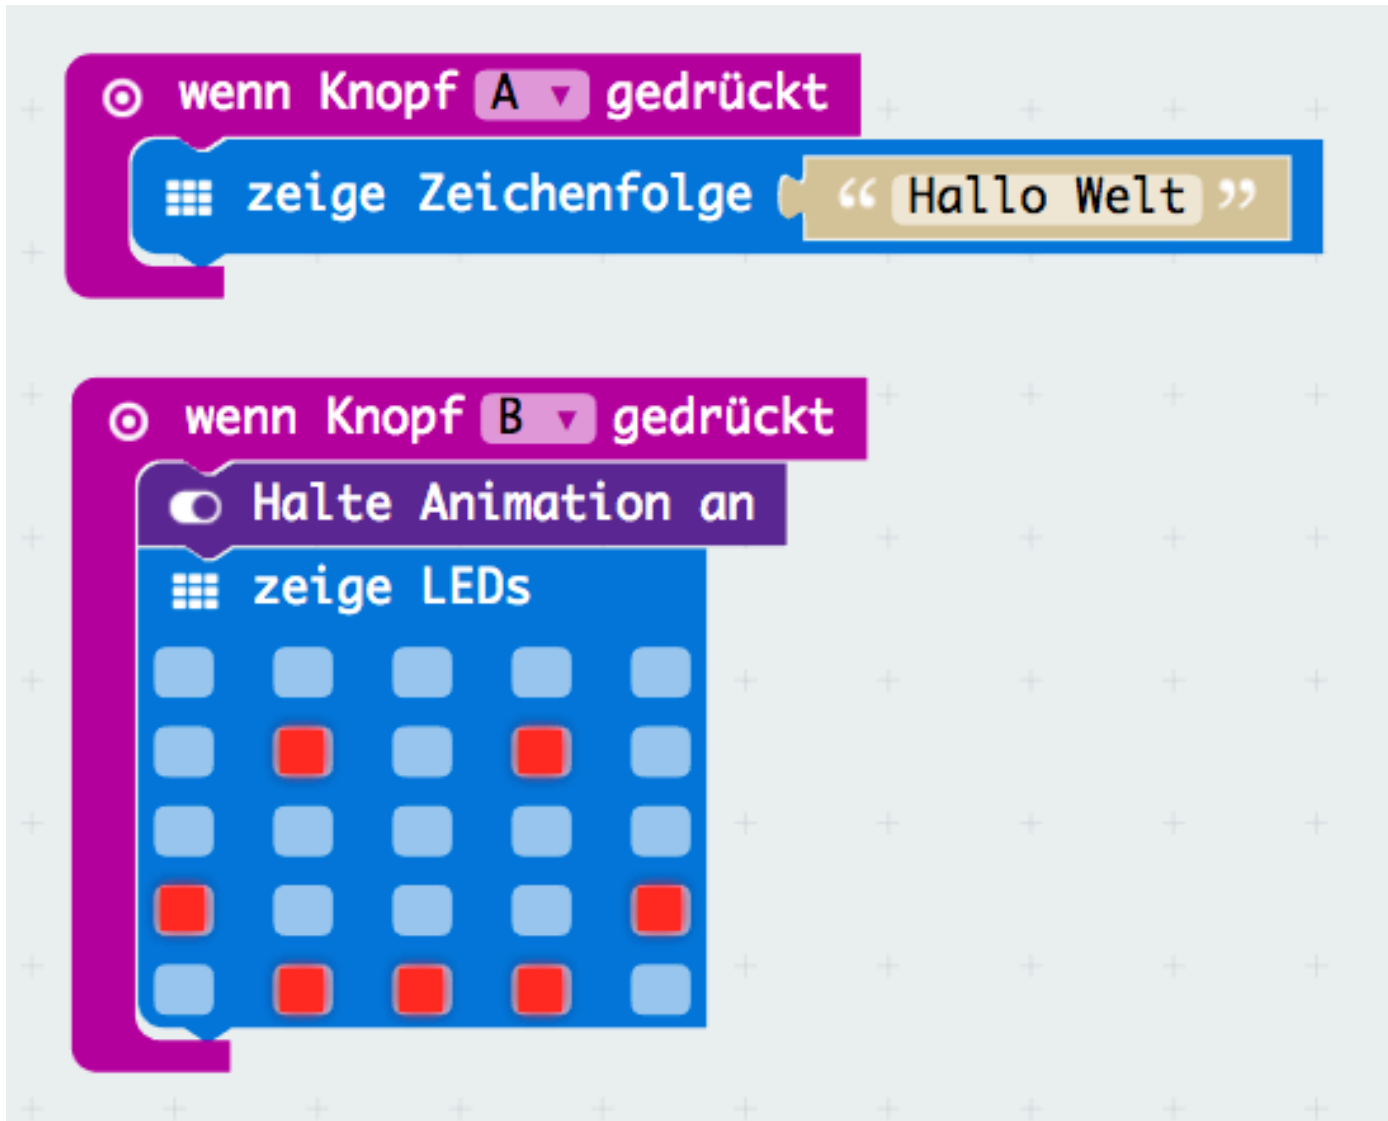 wenn Knopf A gedrückt
zeige Zeichenfolge “ Hallo Welt ”
wenn Knopf B gedrückt
Halte Animation an
zeige LEDs